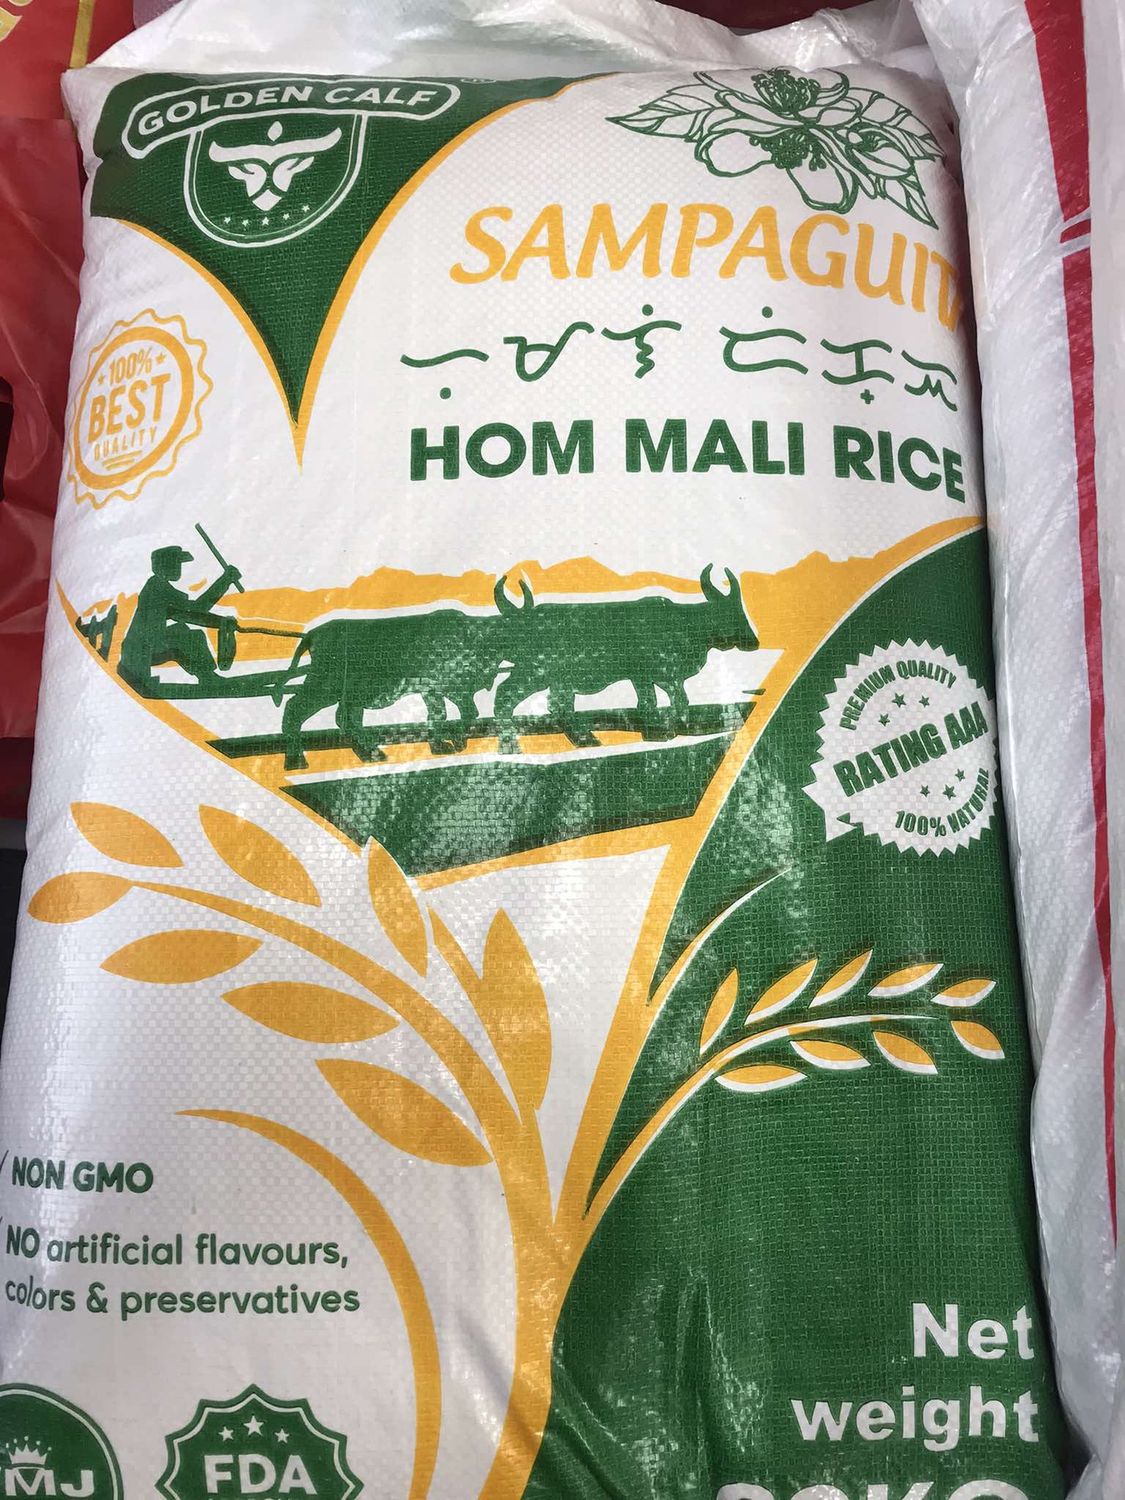 GOLDEN CALF
SAMPAGUITA
100%
BEST
QUALITY
HOM MALI RICE
PREMIUM QUALITY
RATING AAA
100% NATURAL
NON GMO
NO artificial flavours,
colors & preservatives
Net
weight
MJ
FDA